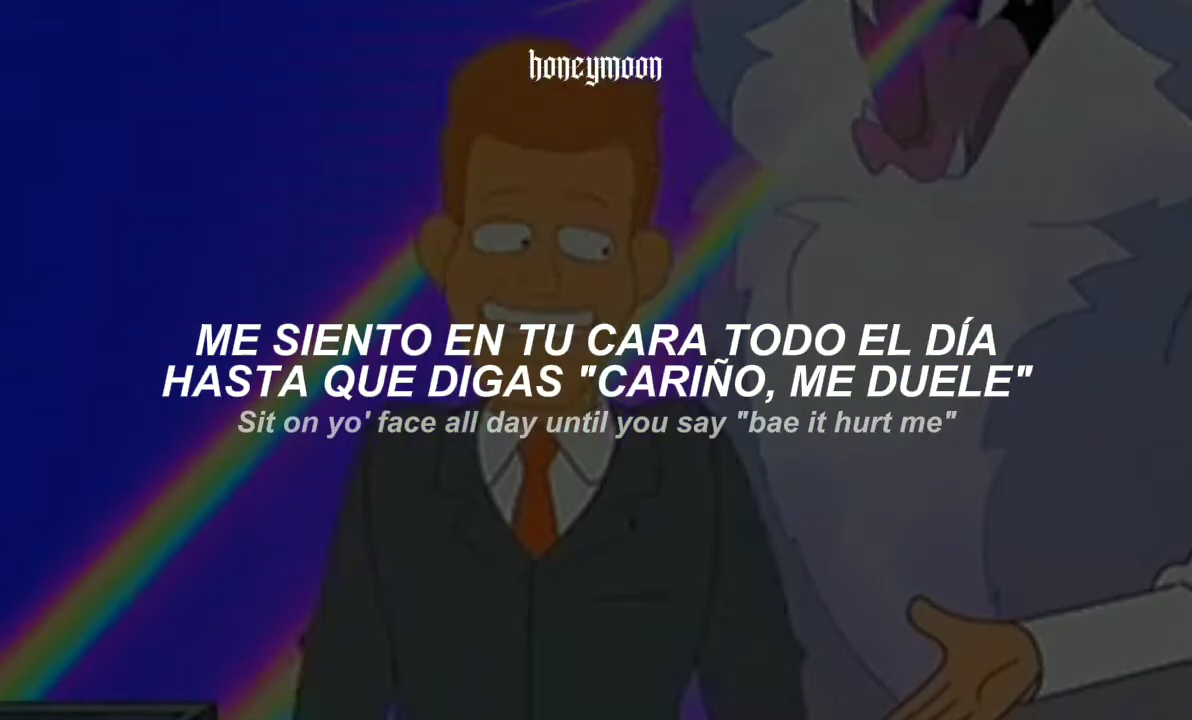 honeymoon
ME SIENTO EN TU CARA TODO EL DÍA
HASTA QUE DIGAS "CARIÑO, ME DUELE"
Sit on yo' face all day until you say "bae it hurt me"